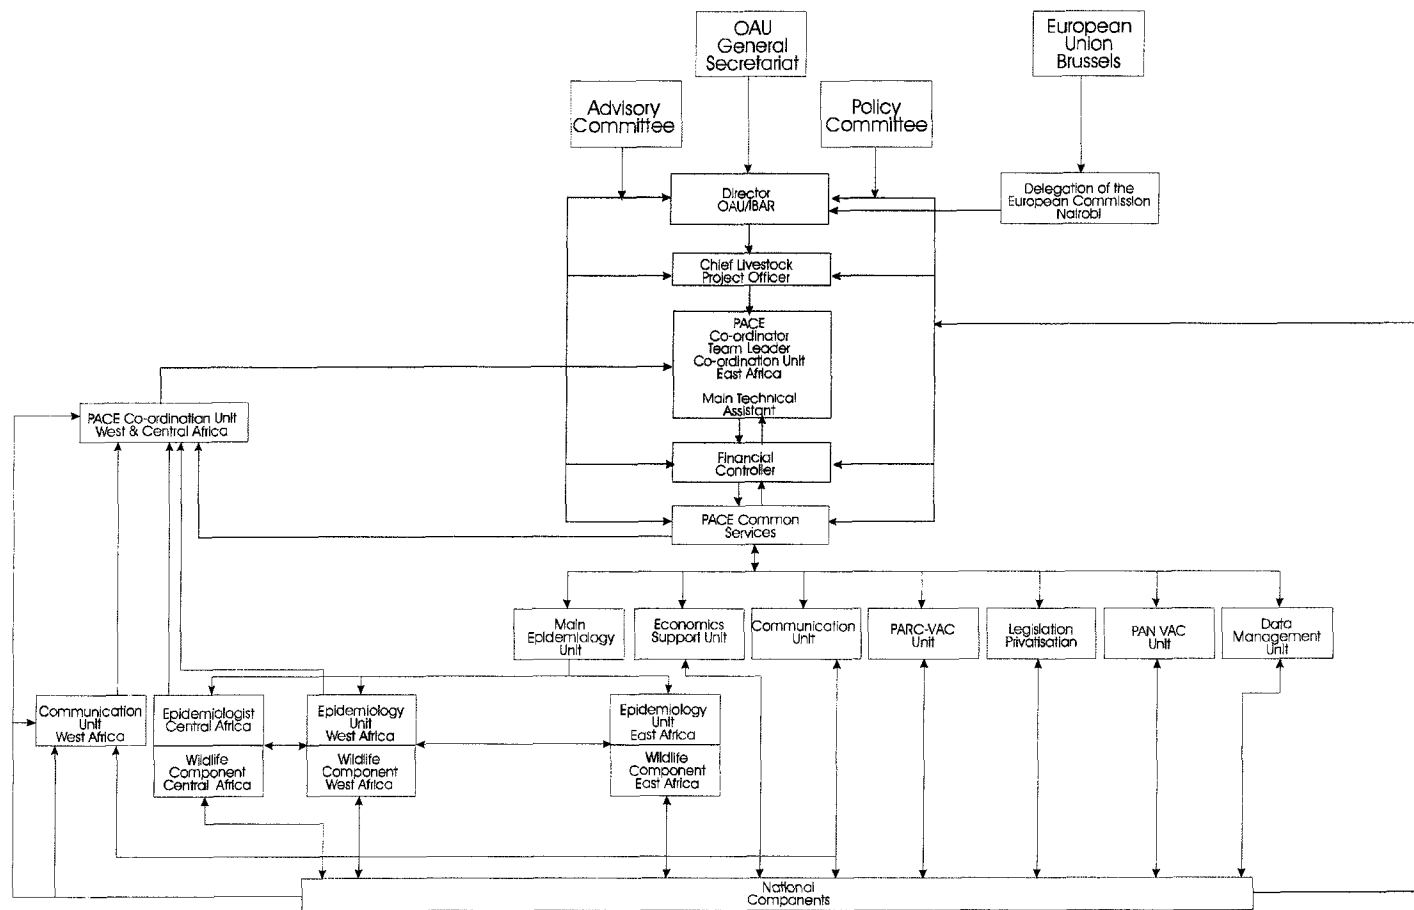 OAU
General
Secretariat
European
Union
Brussels
Advisory
Committee
Policy
Committee
Director
OAU/IBAR
Delegation of the
European Commission
Nairobi
Chief Livestock
Project Officer
PACE
Co-ordinator
Team Leader
Co-ordination Unit
East Africa
Main Technical
Assistant
PACE Co-ordination Unit
West & Central Africa
Financial
Controller
PACE Common
Services
Main
Epidemiology
Unit
Economics
Support Unit
Communication
Unit
PARC-VAC
Unit
Legislation
Privatisation
PAN VAC
Unit
Data
Management
Unit
Communication
Unit
West Africa
Epidemiologist
Central Africa
Wildlife
Component
Central Africa
Epidemiology
Unit
West Africa
Wildlife
Component
West Africa
Epidemiology
Unit
East Africa
Wildlife
Component
East Africa
National
Components